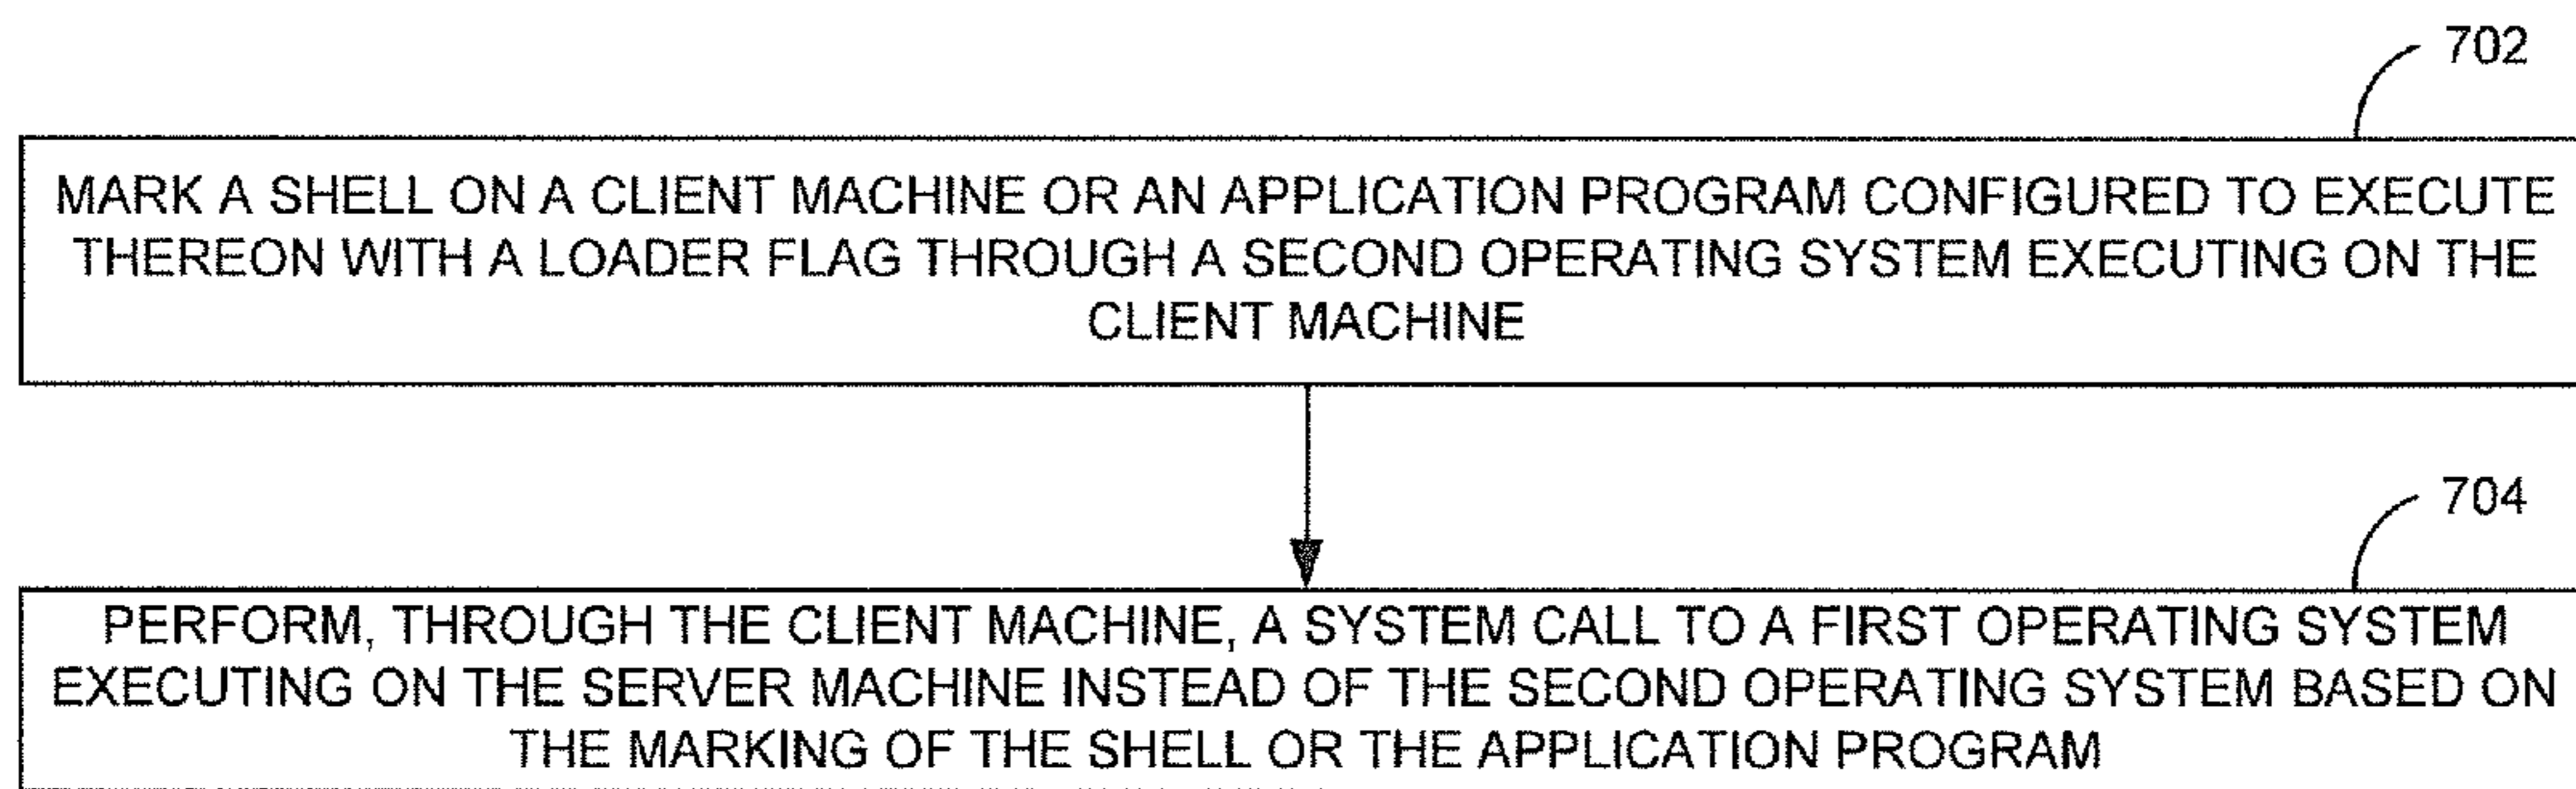 702
MARK A SHELL ON A CLIENT MACHINE OR AN APPLICATION PROGRAM CONFIGURED TO EXECUTE
THEREON WITH A LOADER FLAG THROUGH A SECOND OPERATING SYSTEM EXECUTING ON THE
CLIENT MACHINE
704
PERFORM, THROUGH THE CLIENT MACHINE, A SYSTEM CALL TO A FIRST OPERATING SYSTEM
EXECUTING ON THE SERVER MACHINE INSTEAD OF THE SECOND OPERATING SYSTEM BASED ON
THE MARKING OF THE SHELL OR THE APPLICATION PROGRAM